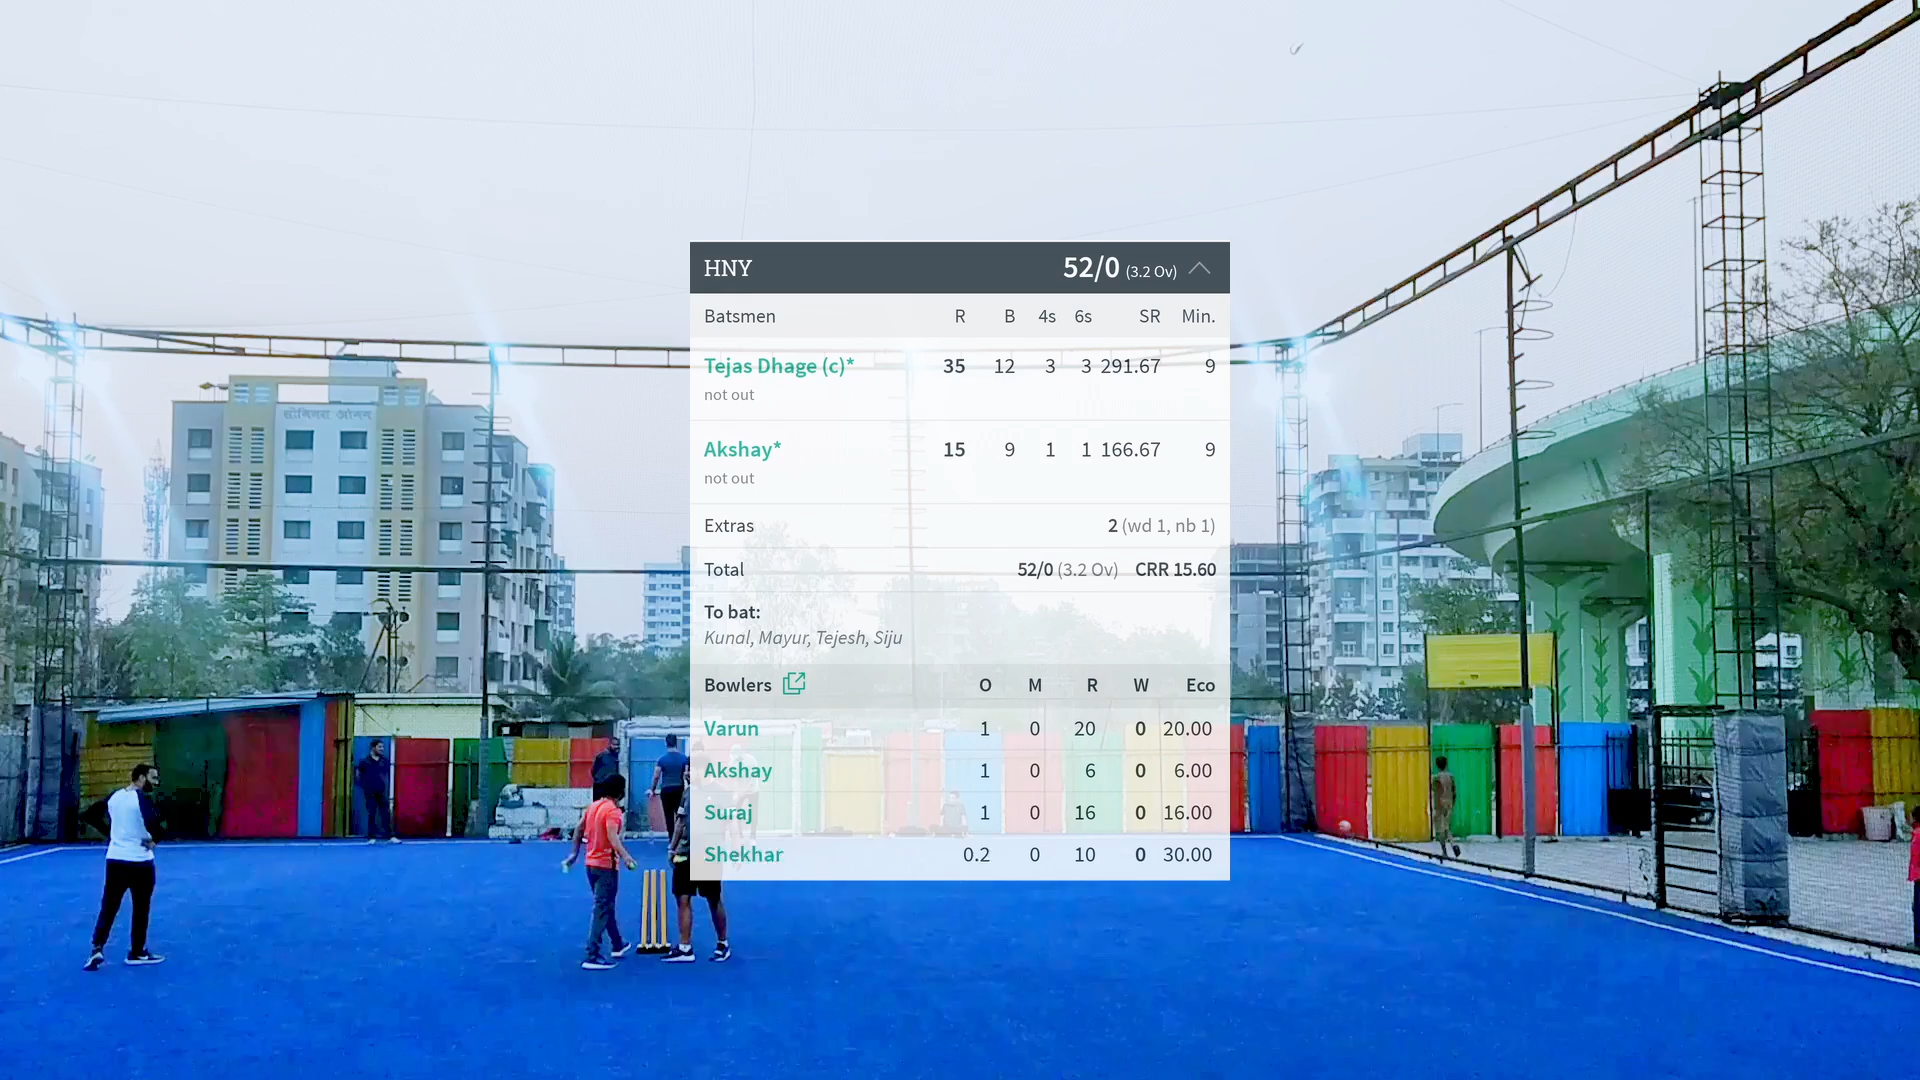 HNY 52/0 (3.2 Ov)
Batsmen R B 4s 6s SR Min.
Tejas Dhage (c)* 35 12 3 3 291.67 9
not out
Akshay* 15 9 1 1 166.67 9
not out
Extras 2 (wd 1, nb 1)
Total 52/0 (3.2 Ov) CRR 15.60
To bat:
Kunal, Mayur, Tejesh, Siju
Bowlers O M R W Eco
Varun 1 0 20 0 20.00
Akshay 1 0 6 0 6.00
Suraj 1 0 16 0 16.00
Shekhar 0.2 0 10 0 30.00